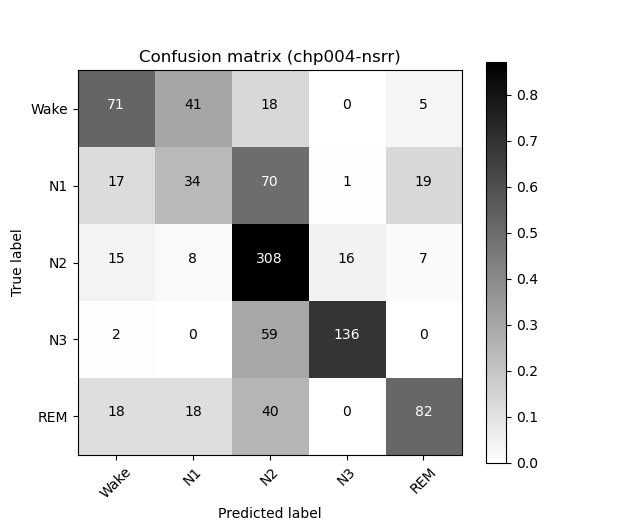 Confusion matrix (chp004-nsrr)
Wake 71 41 18 0 5
N1 17 34 70 1 19
N2 15 8 308 16 7
N3 2 0 59 136 0
REM 18 18 40 0 82
Wake N1 N2 N3 REM
Predicted label
True label
0.8
0.7
0.6
0.5
0.4
0.3
0.2
0.1
0.0